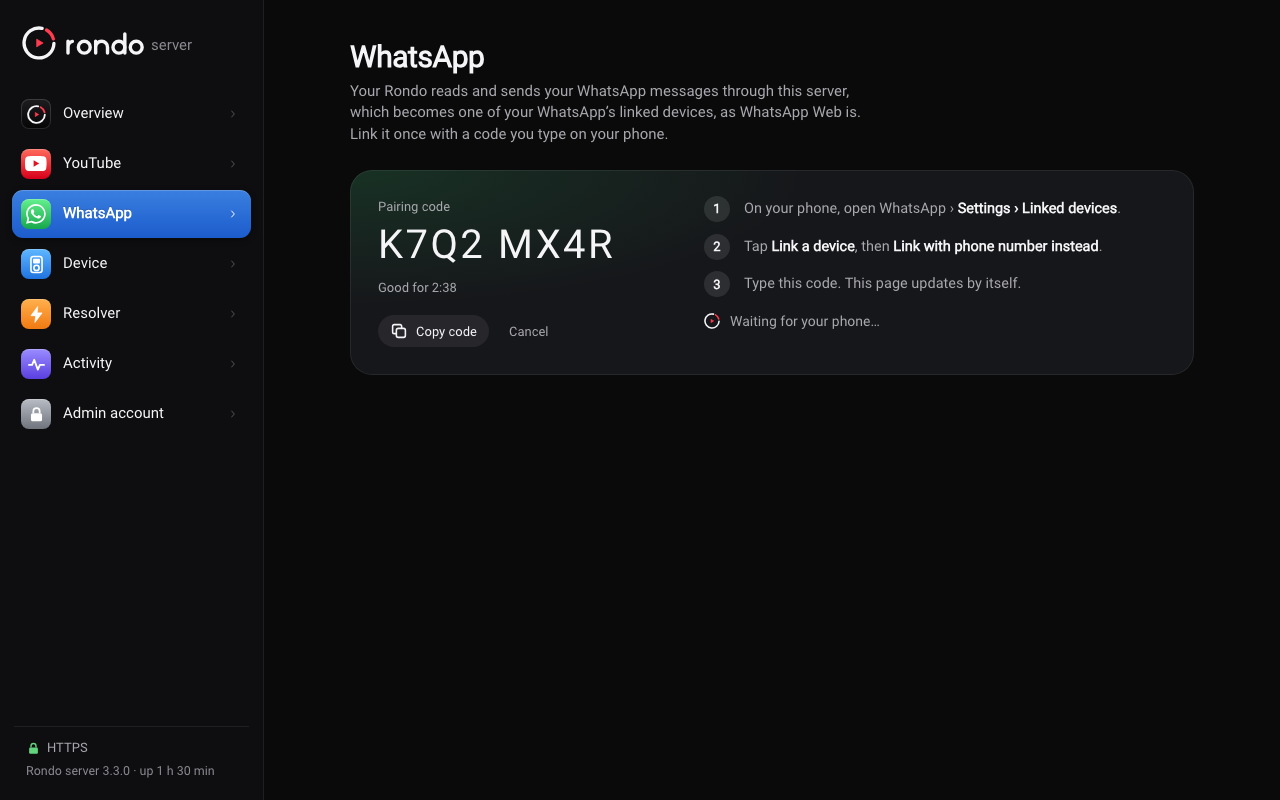 rondo server
Overview
YouTube
WhatsApp
Device
Resolver
Activity
Admin account
HTTPS
Rondo server 3.3.0 · up 1 h 30 min
WhatsApp
Your Rondo reads and sends your WhatsApp messages through this server,
which becomes one of your WhatsApp’s linked devices, as WhatsApp Web is.
Link it once with a code you type on your phone.
Pairing code
K7Q2 MX4R
Good for 2:38
Copy code
Cancel
1 On your phone, open WhatsApp › Settings › Linked devices.
2 Tap Link a device, then Link with phone number instead.
3 Type this code. This page updates by itself.
Waiting for your phone…